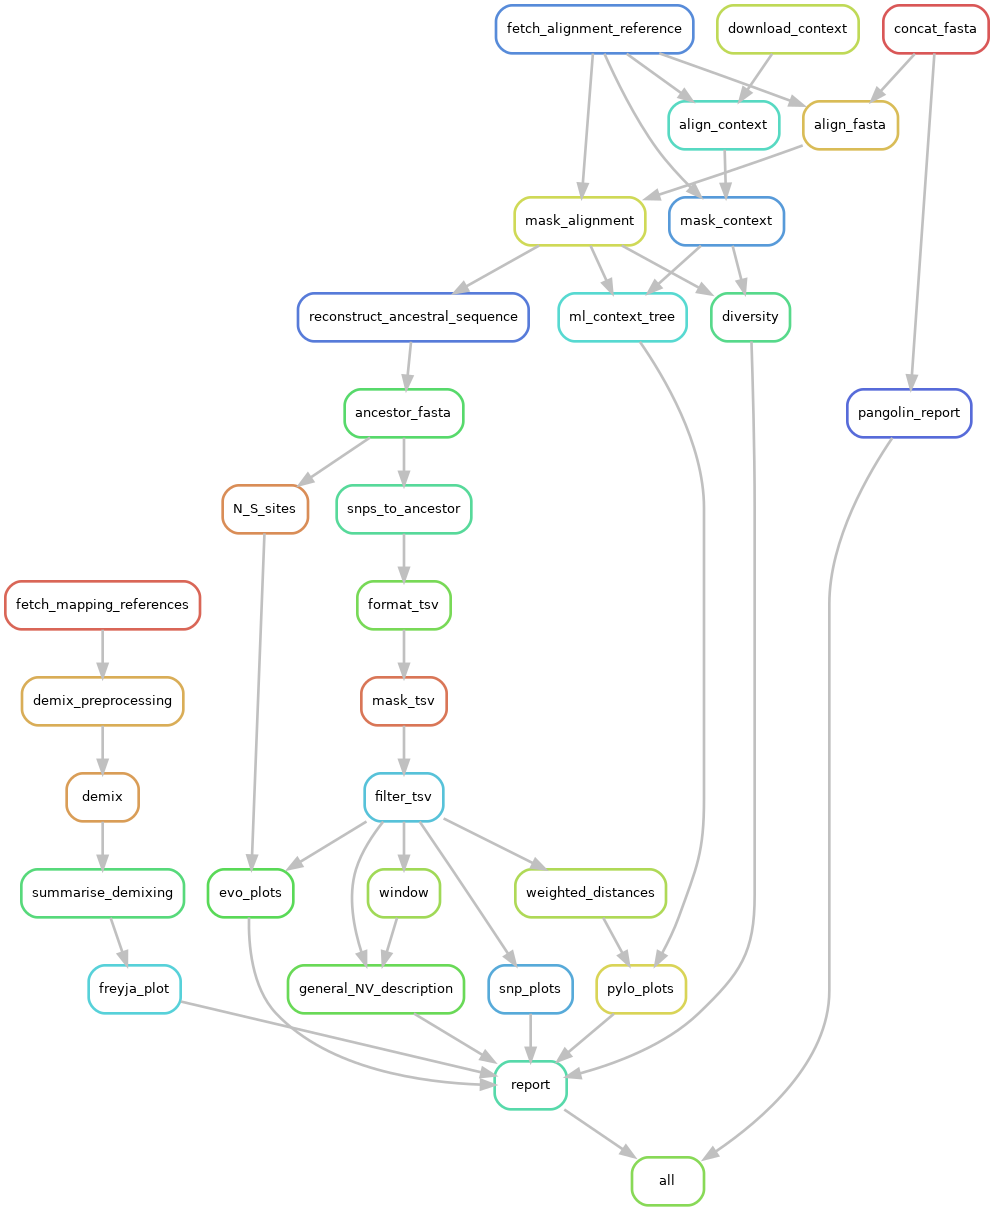 fetch_alignment_reference
download_context
concat_fasta
align_context
align_fasta
mask_alignment
mask_context
reconstruct_ancestral_sequence
ml_context_tree
diversity
ancestor_fasta
pangolin_report
N_S_sites
snps_to_ancestor
fetch_mapping_references
format_tsv
demix_preprocessing
mask_tsv
demix
filter_tsv
summarise_demixing
evo_plots
window
weighted_distances
freyja_plot
general_NV_description
snp_plots
pylo_plots
report
all